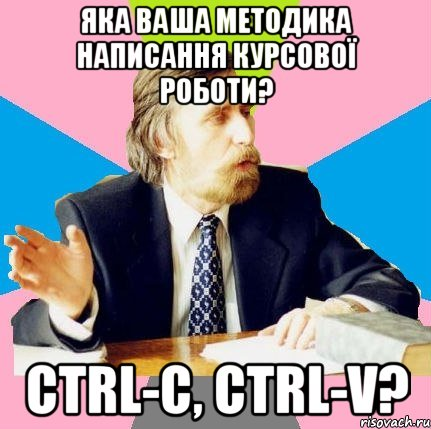 ЯКА ВАША МЕТОДИКА
НАПИСАННЯ КУРСОВОЇ
РОБОТИ?
CTRL-C, CTRL-V?
risovach.ru